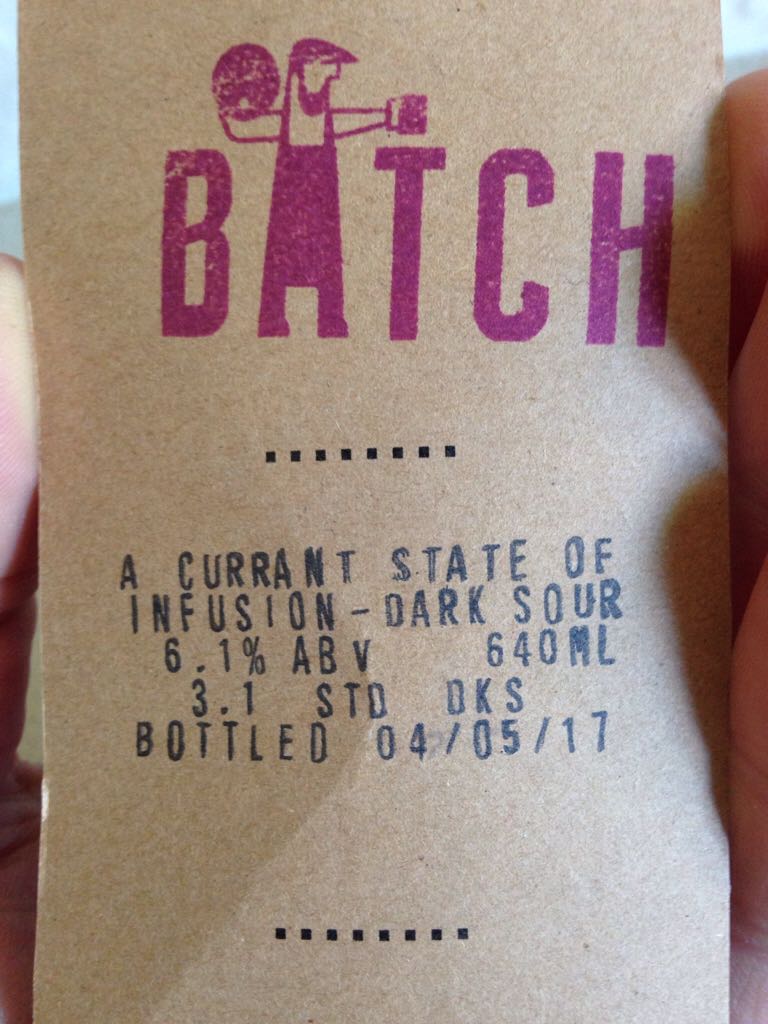 BATCH
A CURRANT STATE OF
INFUSION-DARK SOUR
6.1% ABV 640ML
3.1 STD DKS
BOTTLED 04/05/17